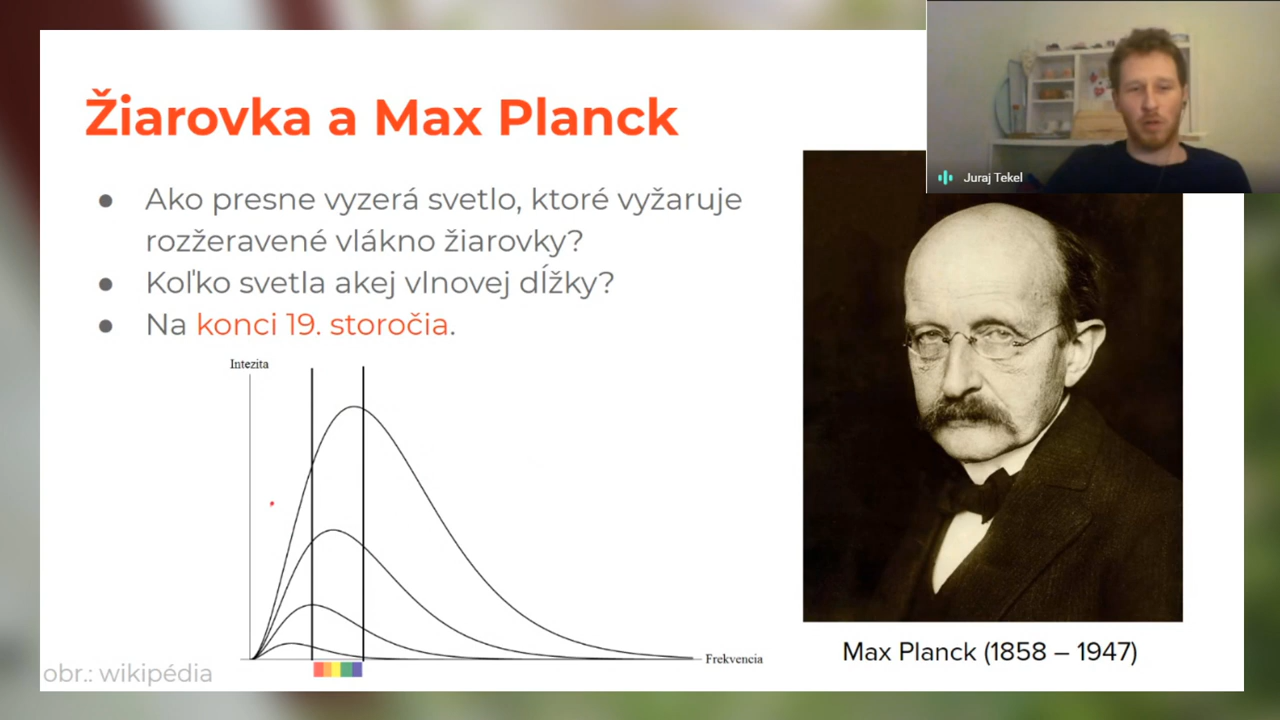 Žiarovka a Max Planck
Juraj Tekel
● Ako presne vyzerá svetlo, ktoré vyžaruje
rozžeravené vlákno žiarovky?
● Koľko svetla akej vlnovej dĺžky?
● Na konci 19. storočia.
Intezita
Frekvencia
obr.: wikipédia
Max Planck (1858 – 1947)